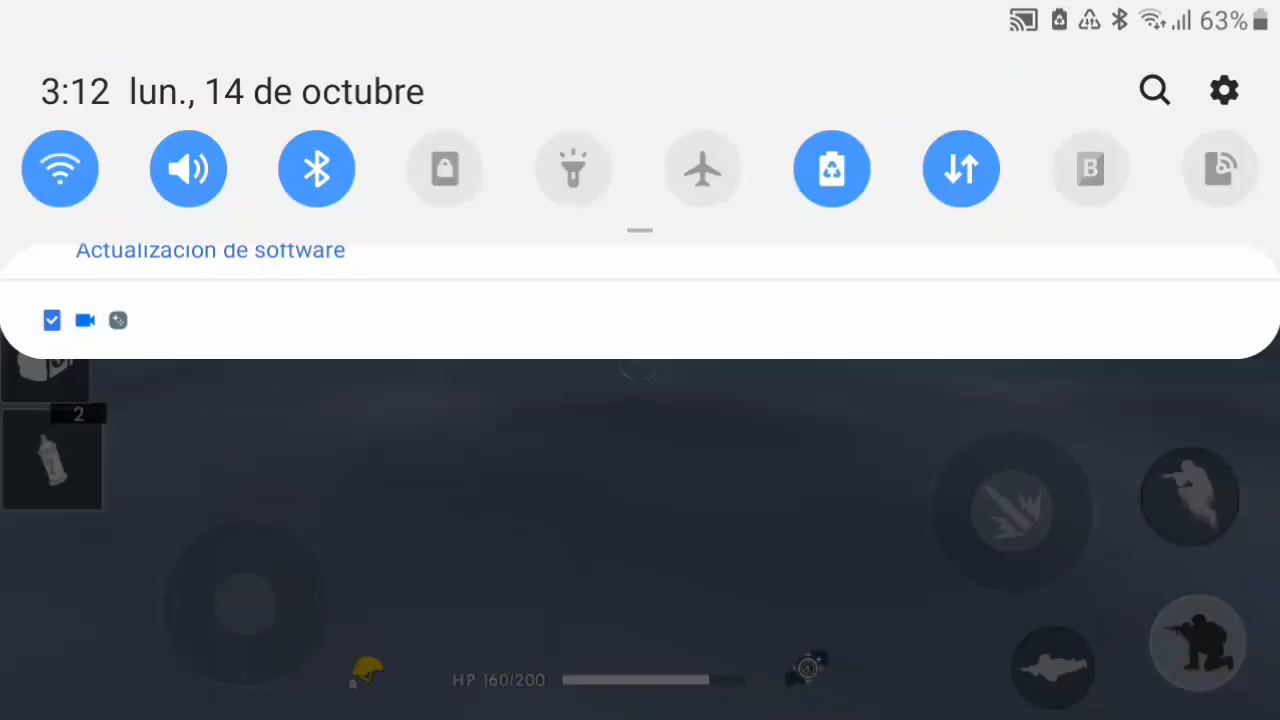 63%
3:12 lun., 14 de octubre
B
Actualización de software
2
HP 160/200